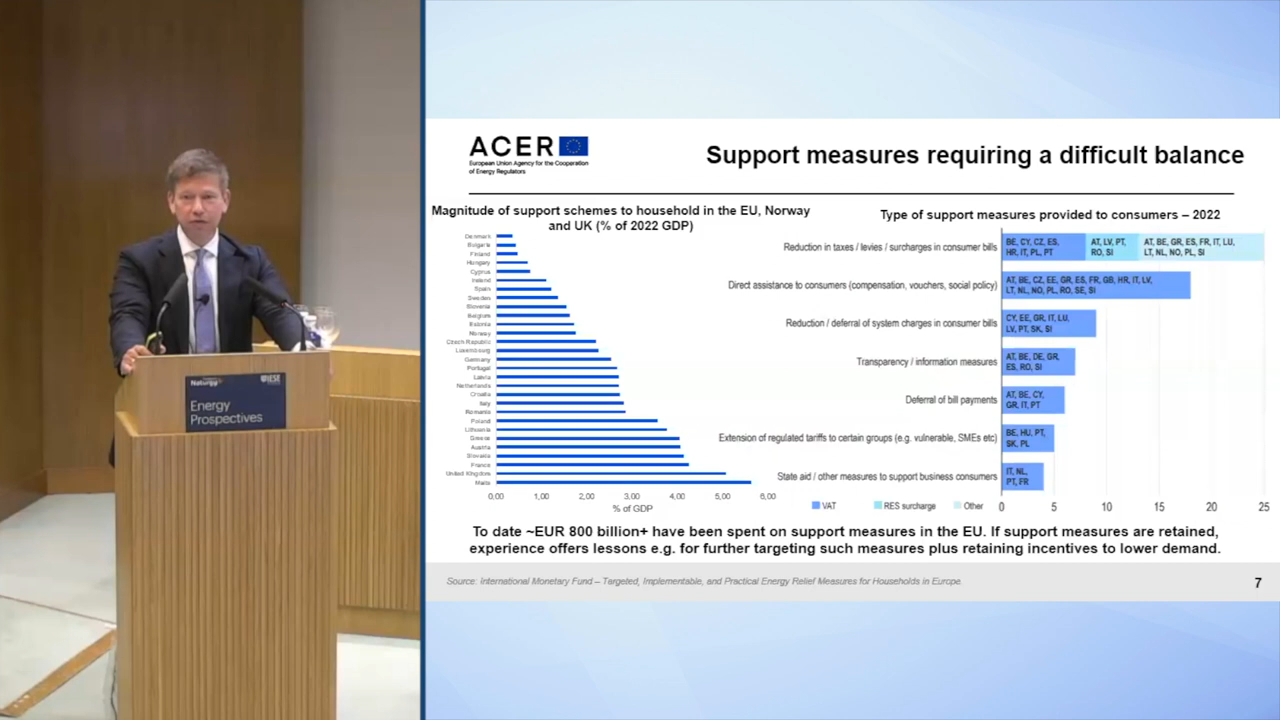 Naturgy
IESE
Energy
Prospectives
ACER
European Union Agency for the Cooperation
of Energy Regulators
Support measures requiring a difficult balance
Magnitude of support schemes to household in the EU, Norway
and UK (% of 2022 GDP)
Denmark
Bulgaria
Finland
Hungary
Cyprus
Ireland
Spain
Sweden
Slovenia
Belgium
Estonia
Norway
Czech Republic
Luxembourg
Germany
Portugal
Latvia
Netherlands
Croatia
Italy
Romania
Poland
Lithuania
Greece
Austria
Slovakia
France
United Kingdom
Malta
0,00 1,00 2,00 3,00 4,00 5,00 6,00
% of GDP
Type of support measures provided to consumers – 2022
Reduction in taxes / levies / surcharges in consumer bills
BE, CY, CZ, ES,
HR, IT, PL, PT
AT, LV, PT,
RO, SI
AT, BE, GR, ES, FR, IT, LU,
LT, NL, NO, PL, SI
Direct assistance to consumers (compensation, vouchers, social policy)
AT, BE, CZ, EE, GR, ES, FR, GB, HR, IT, LV,
LT, NL, NO, PL, RO, SE, SI
Reduction / deferral of system charges in consumer bills
CY, EE, GR, IT, LU,
LV, PT, SK, SI
Transparency / information measures
AT, BE, DE, GR,
ES, RO, SI
Deferral of bill payments
AT, BE, CY,
GR, IT, PT
Extension of regulated tariffs to certain groups (e.g. vulnerable, SMEs etc)
BE, HU, PT,
SK, PL
State aid / other measures to support business consumers
IT, NL,
PT, FR
0 5 10 15 20 25
VAT RES surcharge Other
To date ~EUR 800 billion+ have been spent on support measures in the EU. If support measures are retained,
experience offers lessons e.g. for further targeting such measures plus retaining incentives to lower demand.
Source: International Monetary Fund – Targeted, Implementable, and Practical Energy Relief Measures for Households in Europe.
7